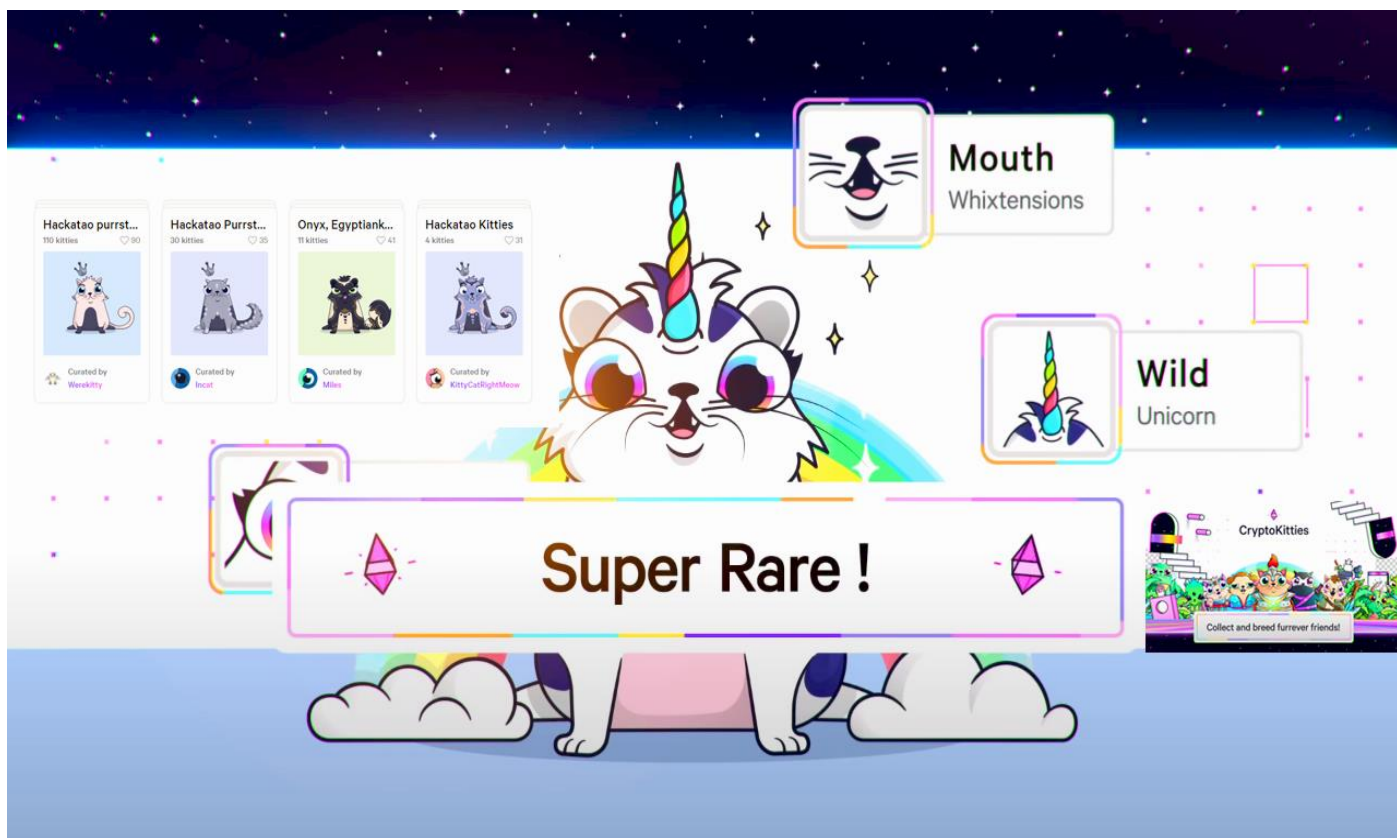 Mouth
Whixtensions
Hackatao purrst...
110 kitties 90
Curated by
Werekitty
Hackatao Purrst...
30 kitties 35
Curated by
Incat
Onyx, Egyptiank...
11 kitties 41
Curated by
Miles
Hackatao Kitties
4 kitties 31
Curated by
KittyCatRightMeow
Wild
Unicorn
Super Rare !
CryptoKitties
Collect and breed furrever friends!